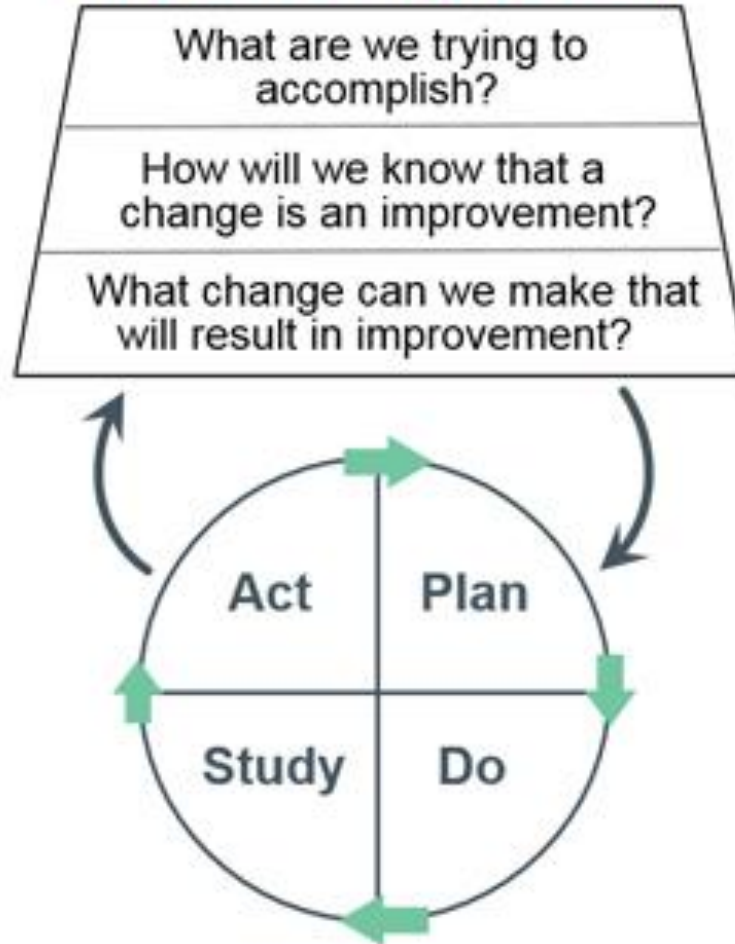 What are we trying to
accomplish?
How will we know that a
change is an improvement?
What change can we make that
will result in improvement?
Act
Plan
Study
Do